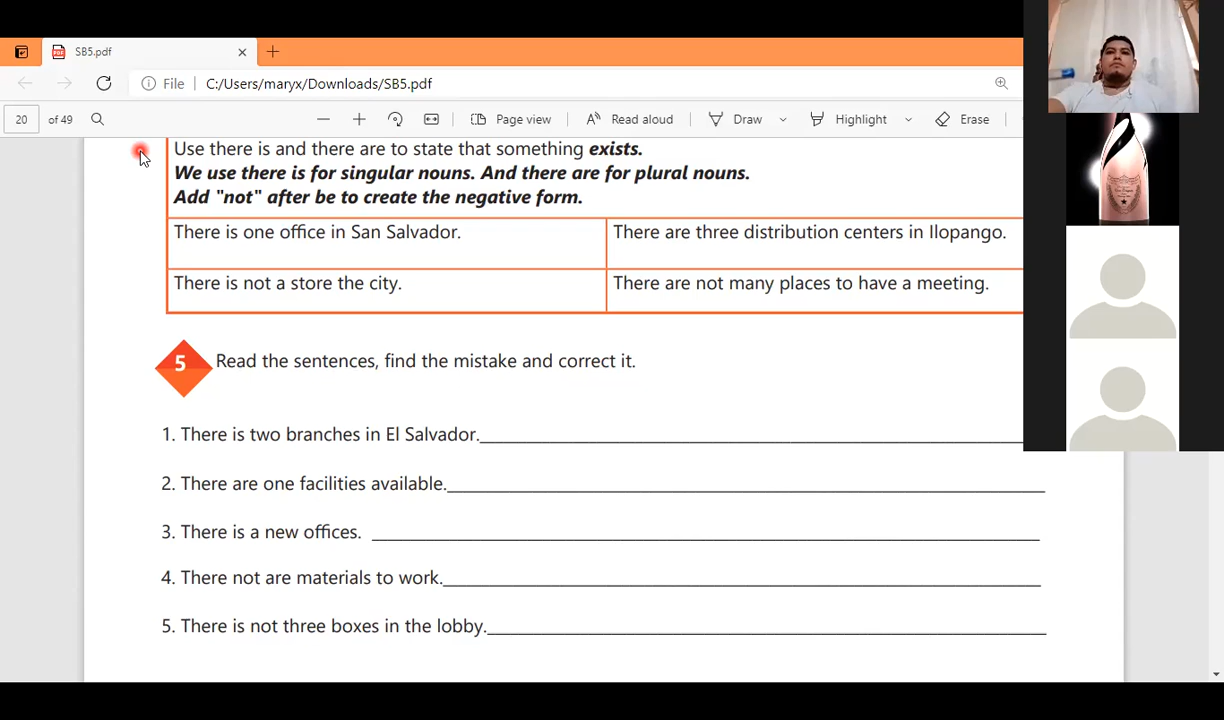 SB5.pdf
File C:/Users/maryx/Downloads/SB5.pdf
20 of 49 Page view Read aloud Draw Highlight Erase
Use there is and there are to state that something exists.
We use there is for singular nouns. And there are for plural nouns.
Add "not" after be to create the negative form.
There is one office in San Salvador. There are three distribution centers in Ilopango.
There is not a store the city. There are not many places to have a meeting.
5 Read the sentences, find the mistake and correct it.
1. There is two branches in El Salvador.
2. There are one facilities available.
3. There is a new offices.
4. There not are materials to work.
5. There is not three boxes in the lobby.